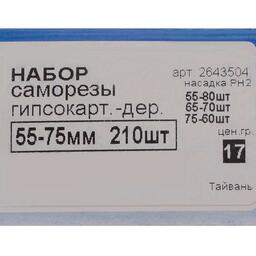 НАБОР
саморезы
гипсокарт.-дер.
55-75мм 210шт
арт. 2643504
насадка PH2
55-80шт
65-70шт
75-60шт
цен.гр.
17
Тайвань